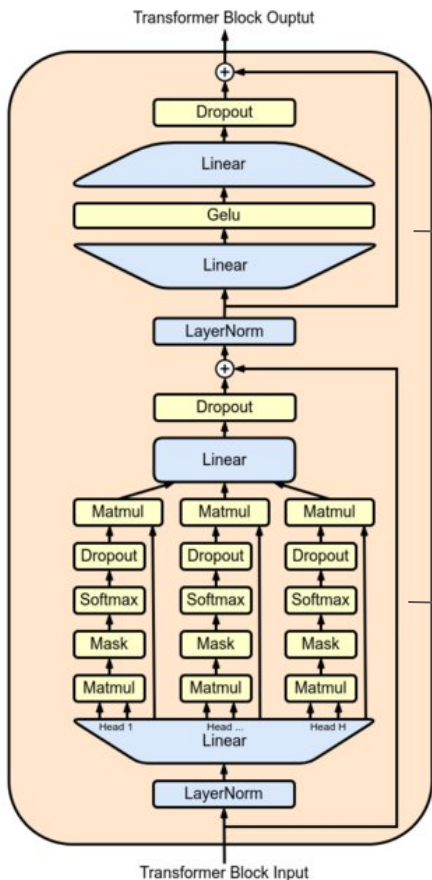 Transformer Block Ouptut
+
Dropout
Linear
Gelu
Linear
LayerNorm
+
Dropout
Linear
Matmul Matmul Matmul
Dropout Dropout Dropout
Softmax Softmax Softmax
Mask Mask Mask
Matmul Matmul Matmul
Head 1 Head ... Head H
Linear
LayerNorm
Transformer Block Input